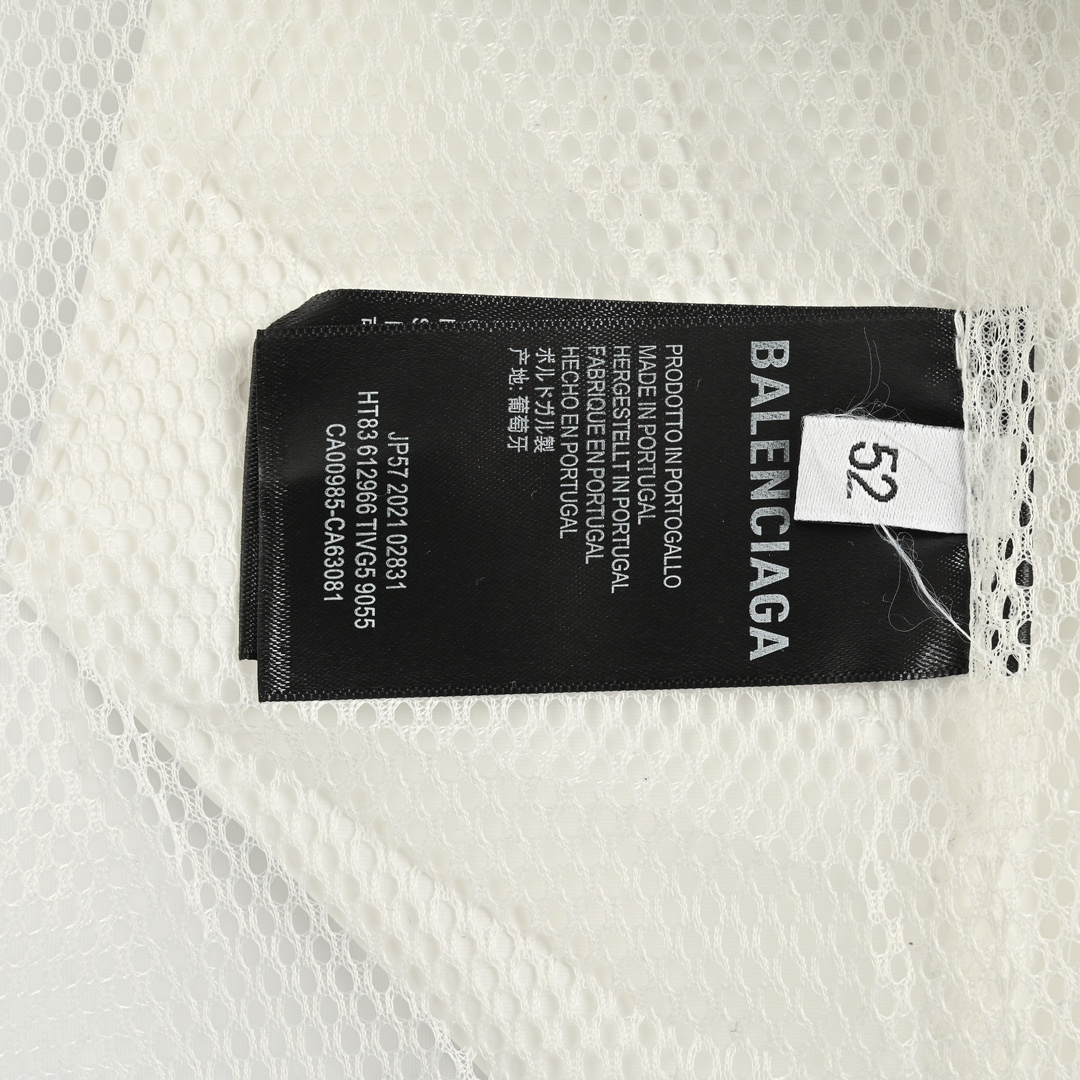 BALENCIAGA
52
PRODOTTO IN PORTOGALLO
MADE IN PORTUGAL
HERGESTELLT IN PORTUGAL
FABRIQUE EN PORTUGAL
HECHO EN PORTUGAL
ポルトガル製
产地: 葡萄牙
JP57 2021 02831
HT83 612966 TIVG5 9055
CA00985-CA63081